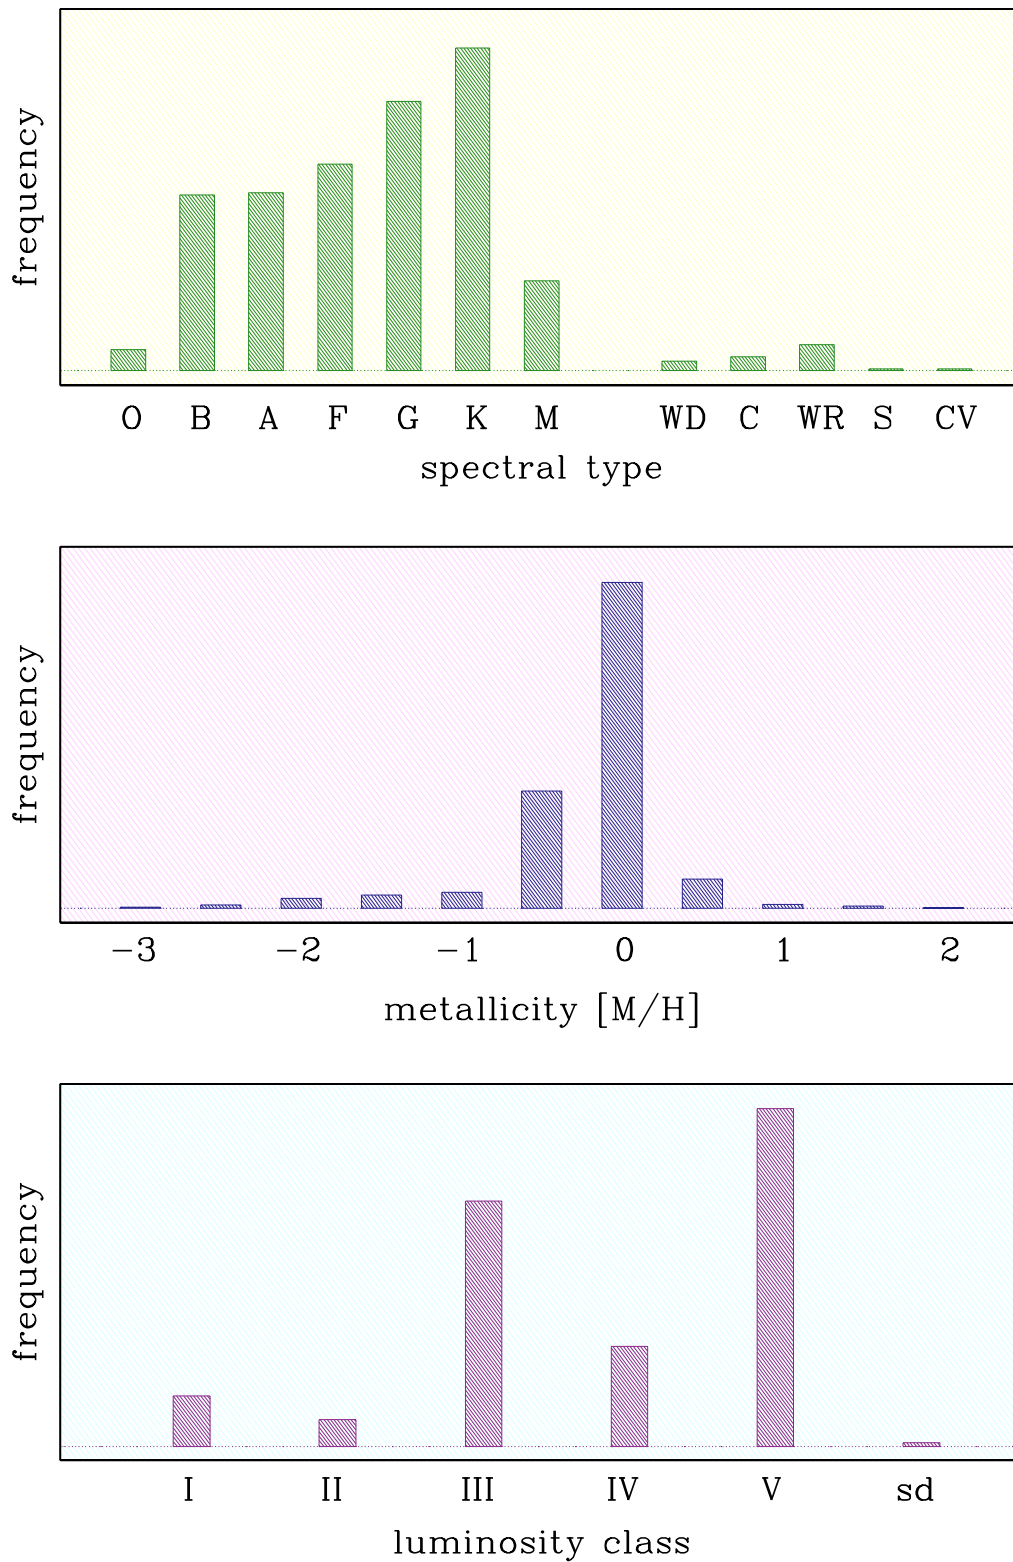 frequency
O B A F G K M WD C WR S CV
spectral type
frequency
−3 −2 −1 0 1 2
metallicity [M/H]
frequency
I II III IV V sd
luminosity class